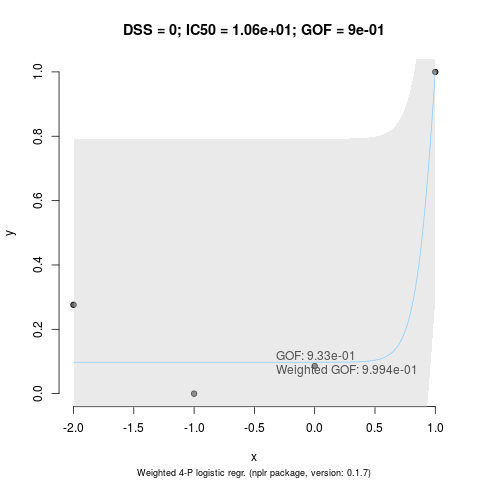 DSS = 0; IC50 = 1.06e+01; GOF = 9e-01
y
1.0
0.8
0.6
0.4
0.2
0.0
GOF: 9.33e-01
Weighted GOF: 9.994e-01
-2.0 -1.5 -1.0 -0.5 0.0 0.5 1.0
x
Weighted 4-P logistic regr. (nplr package, version: 0.1.7)